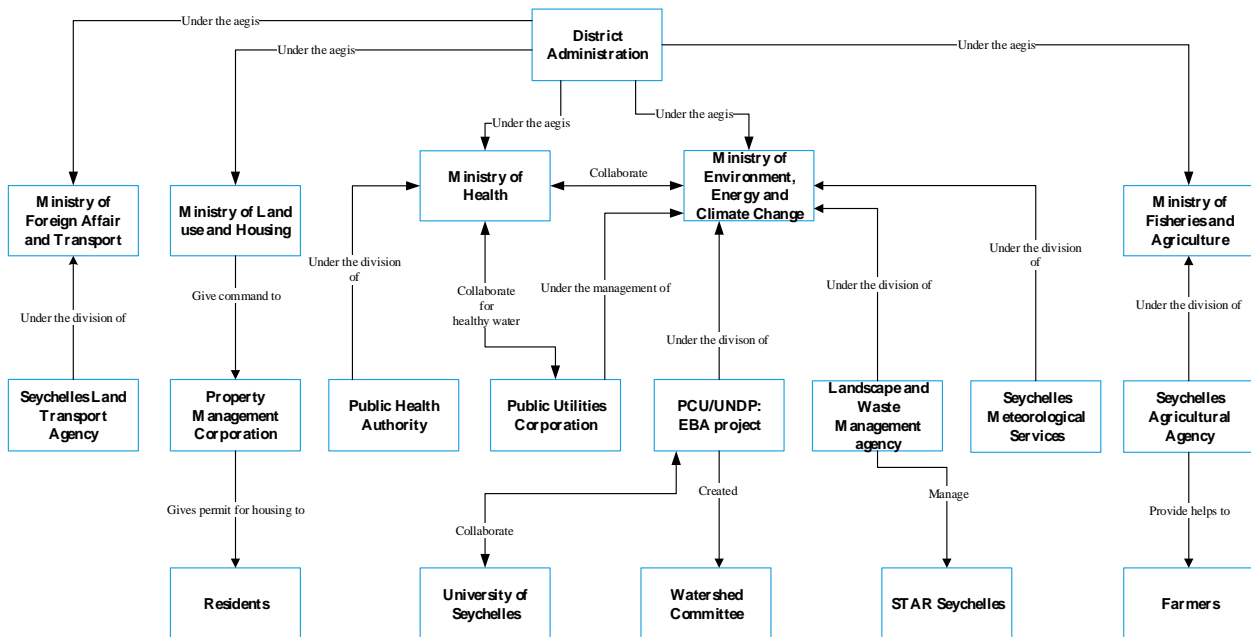 Under the aegis
District
Administration
Under the aegis
Under the aegis
Under the aegis
Under the aegis
Ministry of
Foreign Affair
and Transport
Ministry of Land
use and Housing
Ministry of
Health
Collaborate
Ministry of
Environment,
Energy and
Climate Change
Ministry of
Fisheries and
Agriculture
Under the division of
Give command to
Under the division
of
Collaborate
for
healthy water
Under the management of
Under the divison of
Under the division of
Under the division
of
Under the division of
Seychelles Land
Transport
Agency
Property
Management
Corporation
Public Health
Authority
Public Utilities
Corporation
PCU/UNDP:
EBA project
Landscape and
Waste
Management
agency
Seychelles
Meteorological
Services
Seychelles
Agricultural
Agency
Gives permit for housing to
Collaborate
Created
Manage
Provide helps to
Residents
University of
Seychelles
Watershed
Committee
STAR Seychelles
Farmers